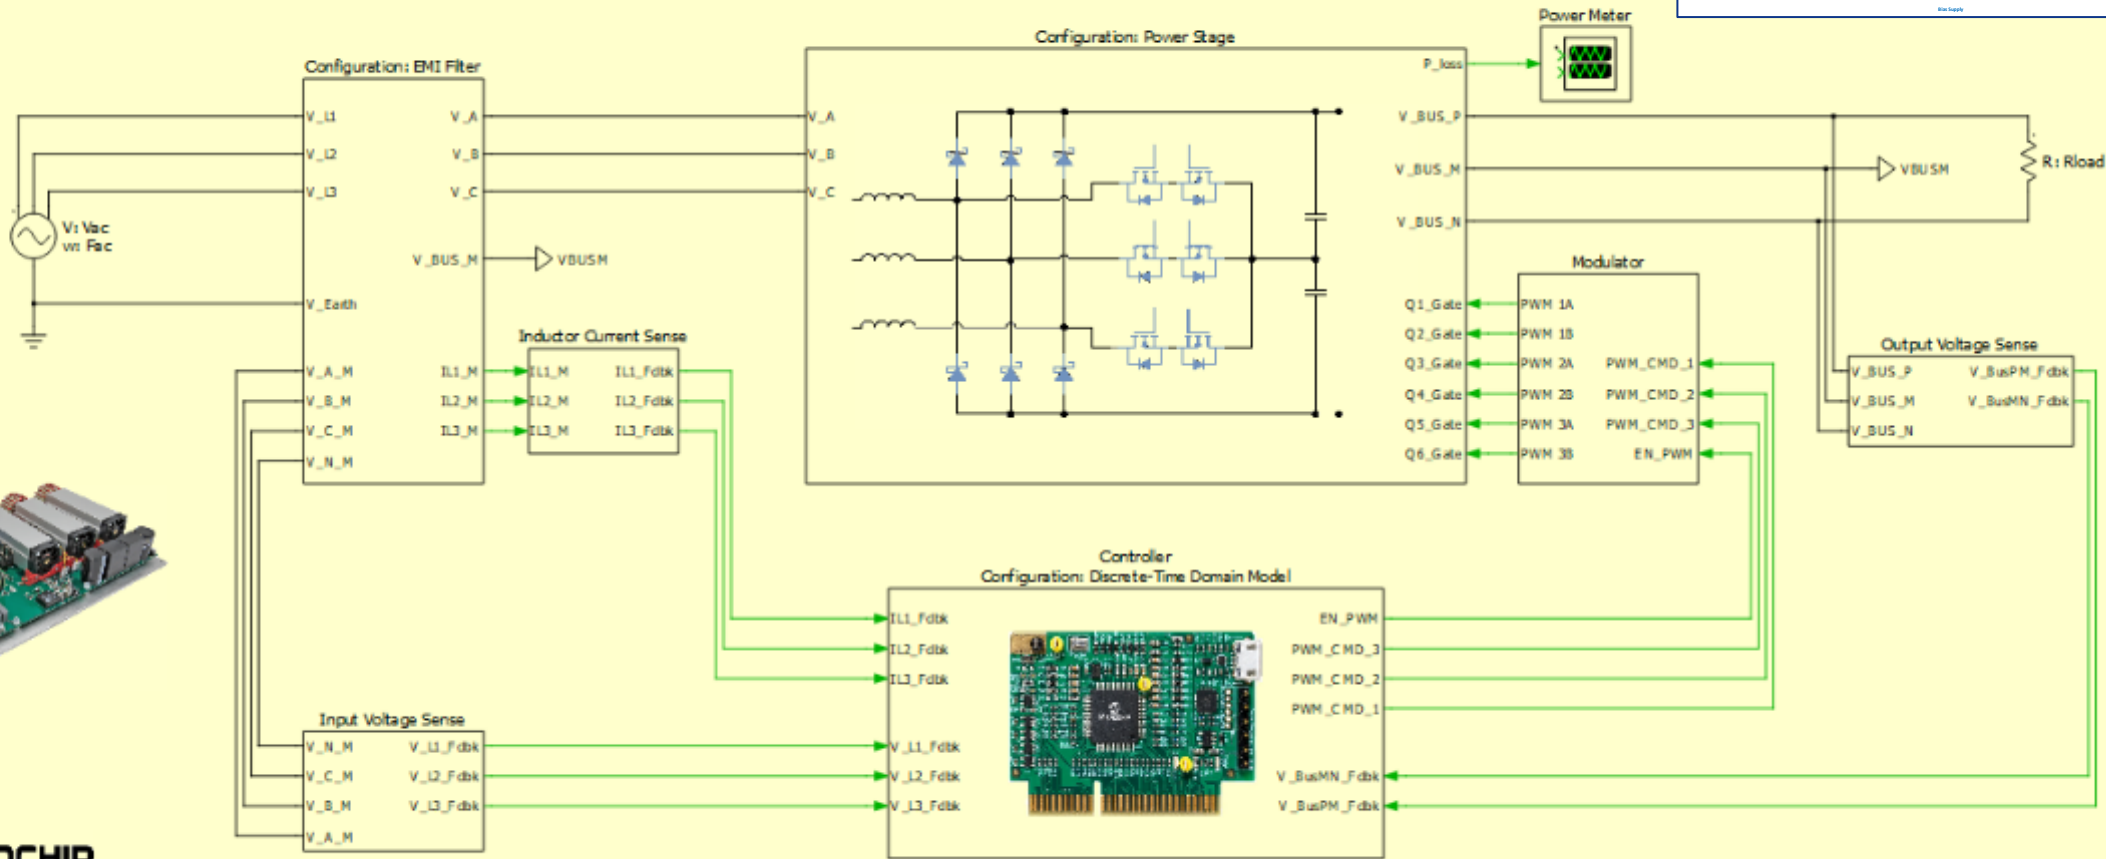 Bias Supply
Power Meter
Configuration: Power Stage
Configuration: EMI Filter
P_loss
V_L1
V_A
V_A
V_BUS_P
V_L2
V_B
V_B
V_BUS_M
VBUSM
R: Rload
V_L3
V_C
V_C
V_BUS_N
V: Vac
w: Fac
V_BUS_M
VBUSM
Modulator
V_Earth
Q1_Gate
PWM 1A
Q2_Gate
PWM 1B
Inductor Current Sense
Output Voltage Sense
Q3_Gate
PWM 2A
PWM_CMD_1
V_A_M
IL1_M
IL1_M
IL1_Fdbk
V_BUS_P
V_BusPM_Fdbk
Q4_Gate
PWM 2B
PWM_CMD_2
V_B_M
IL2_M
IL2_M
IL2_Fdbk
V_BUS_M
V_BusMN_Fdbk
Q5_Gate
PWM 3A
PWM_CMD_3
V_C_M
IL3_M
IL3_M
IL3_Fdbk
V_BUS_N
Q6_Gate
PWM 3B
EN_PWM
V_N_M
Controller
Configuration: Discrete-Time Domain Model
IL1_Fdbk
EN_PWM
IL2_Fdbk
PWM_CMD_3
IL3_Fdbk
PWM_CMD_2
PWM_CMD_1
Input Voltage Sense
V_N_M
V_L1_Fdbk
V_L1_Fdbk
V_C_M
V_L2_Fdbk
V_L2_Fdbk
V_BusMN_Fdbk
V_B_M
V_L3_Fdbk
V_L3_Fdbk
V_BusPM_Fdbk
V_A_M
OCHIP